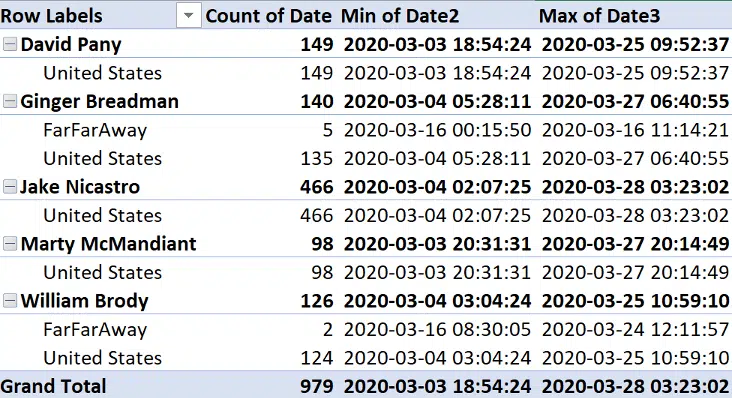 Row Labels Count of Date Min of Date2 Max of Date3
David Pany 149 2020-03-03 18:54:24 2020-03-25 09:52:37
United States 149 2020-03-03 18:54:24 2020-03-25 09:52:37
Ginger Breadman 140 2020-03-04 05:28:11 2020-03-27 06:40:55
FarFarAway 5 2020-03-16 00:15:50 2020-03-16 11:14:21
United States 135 2020-03-04 05:28:11 2020-03-27 06:40:55
Jake Nicastro 466 2020-03-04 02:07:25 2020-03-28 03:23:02
United States 466 2020-03-04 02:07:25 2020-03-28 03:23:02
Marty McMandiant 98 2020-03-03 20:31:31 2020-03-27 20:14:49
United States 98 2020-03-03 20:31:31 2020-03-27 20:14:49
William Brody 126 2020-03-04 03:04:24 2020-03-25 10:59:10
FarFarAway 2 2020-03-16 08:30:05 2020-03-24 12:11:57
United States 124 2020-03-04 03:04:24 2020-03-25 10:59:10
Grand Total 979 2020-03-03 18:54:24 2020-03-28 03:23:02